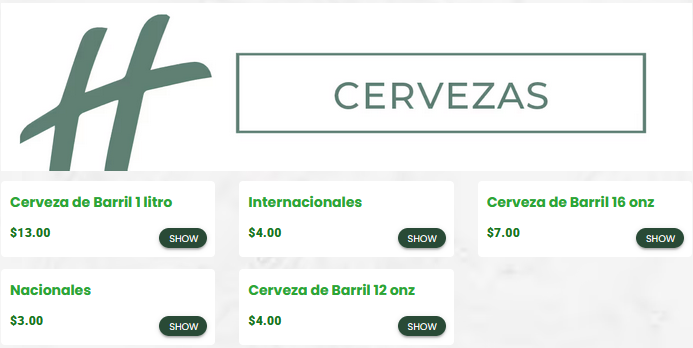 H
CERVEZAS
Cerveza de Barril 1 litro
$13.00
SHOW
Internacionales
$4.00
SHOW
Cerveza de Barril 16 onz
$7.00
SHOW
Nacionales
$3.00
SHOW
Cerveza de Barril 12 onz
$4.00
SHOW